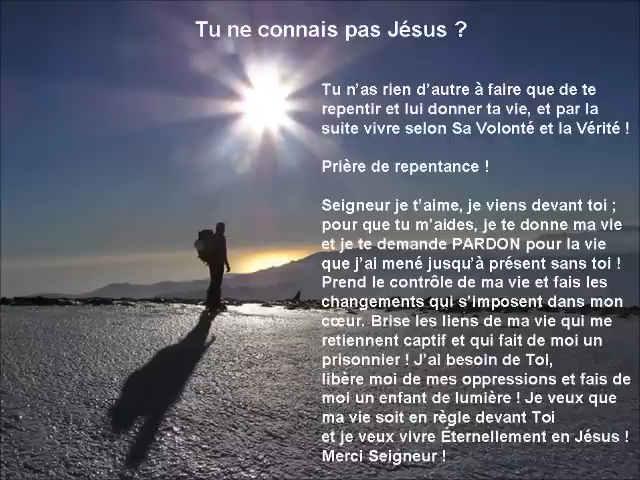 Tu ne connais pas Jésus ?
Tu n'as rien d'autre à faire que de te
repentir et lui donner ta vie, et par la
suite vivre selon Sa Volonté et la Vérité !
Prière de repentance !
Seigneur je t'aime, je viens devant toi ;
pour que tu m'aides, je te donne ma vie
et je te demande PARDON pour la vie
que j'ai mené jusqu'à présent sans toi !
Prend le contrôle de ma vie et fais les
changements qui s'imposent dans mon
cœur. Brise les liens de ma vie qui me
retiennent captif et qui fait de moi un
prisonnier ! J'ai besoin de Toi,
libère moi de mes oppressions et fais de
moi un enfant de lumière ! Je veux que
ma vie soit en règle devant Toi
et je veux vivre Éternellement en Jésus !
Merci Seigneur !